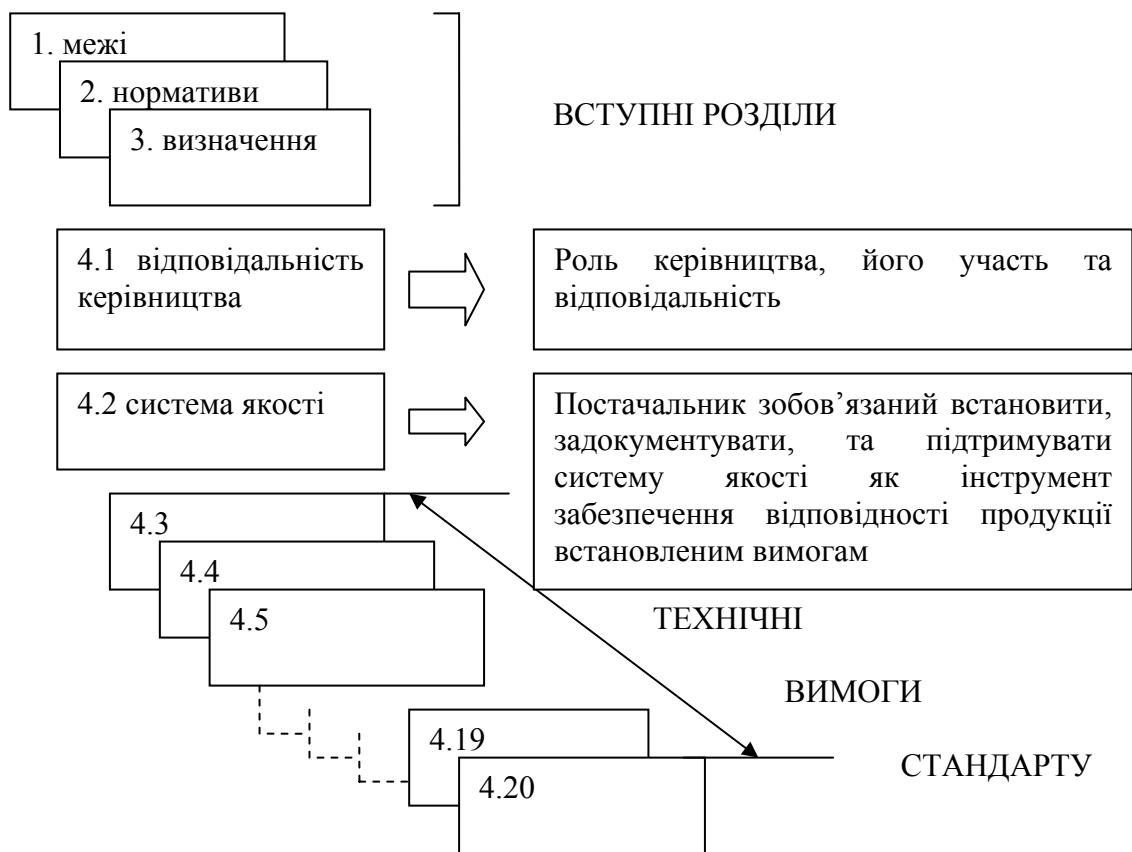 1. межі
2. нормативи
3. визначення
ВСТУПНІ РОЗДІЛИ
4.1 відповідальність
керівництва
Роль керівництва, його участь та
відповідальність
4.2 система якості
Постачальник зобов’язаний встановити,
задокументувати, та підтримувати
систему якості як інструмент
забезпечення відповідності продукції
встановленим вимогам
4.3
4.4
4.5
ТЕХНІЧНІ
ВИМОГИ
4.19
СТАНДАРТУ
4.20